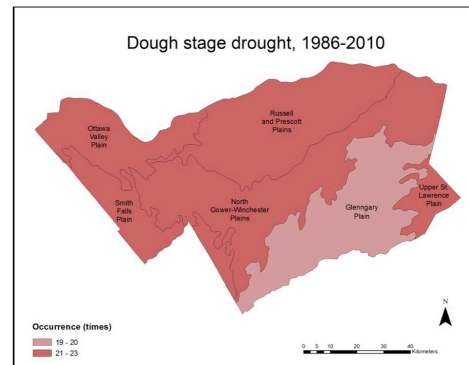 Dough stage drought, 1986-2010
Russell
and Prescott
Plains
Ottawa
Valley
Plain
Smith
Falls
Plain
North
Gower-Winchester
Plains
Glenngary
Plain
Upper St.
Lawrence
Plain
N
Occurrence (times)
19 - 20
21 - 23
0 5 10 20 30 40
Kilometers